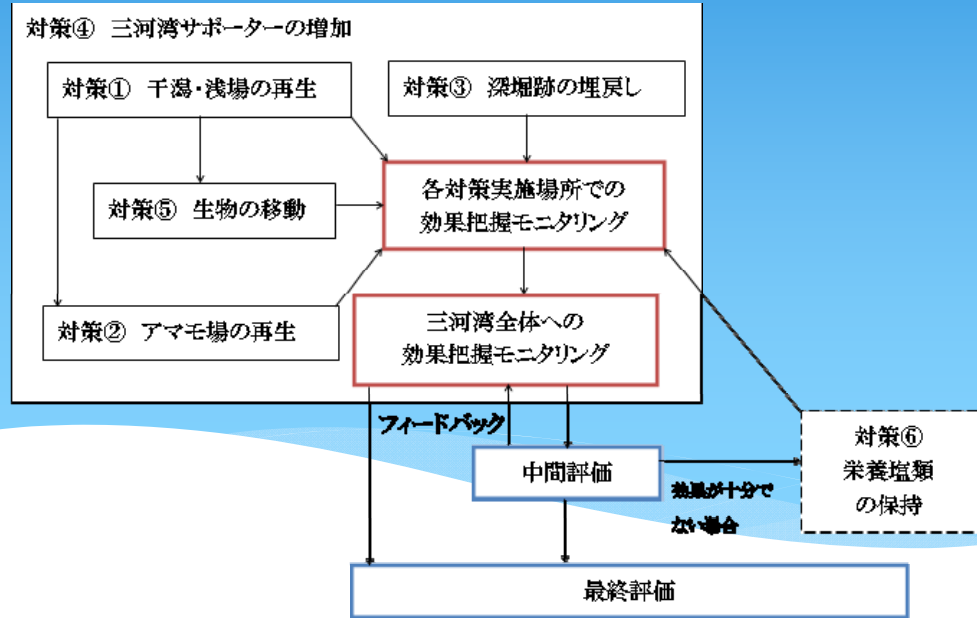 対策④ 三河湾サポーターの増加
対策① 干潟・浅場の再生
対策③ 深堀跡の埋戻し
各対策実施場所での
効果把握モニタリング
対策⑤ 生物の移動
対策② アマモ場の再生
三河湾全体への
効果把握モニタリング
フィードバック
中間評価
効果が十分で
ない場合
対策⑥
栄養塩類
の保持
最終評価